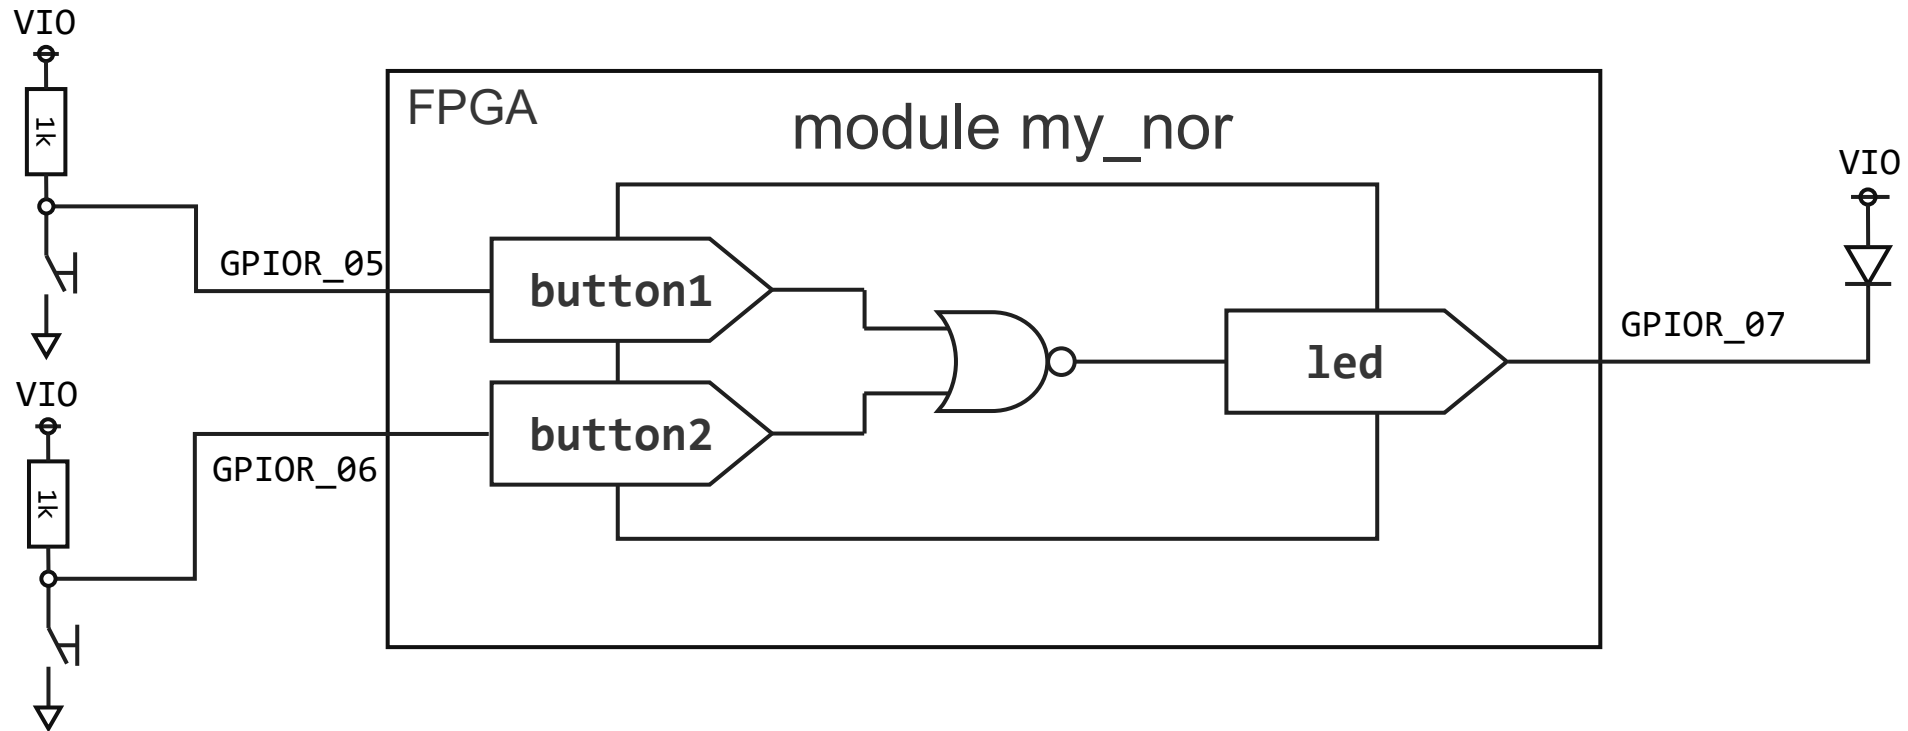 VIO
1k
VIO
1k
GPIOR_05
GPIOR_06
FPGA
module my_nor
button1
button2
led
GPIOR_07
VIO